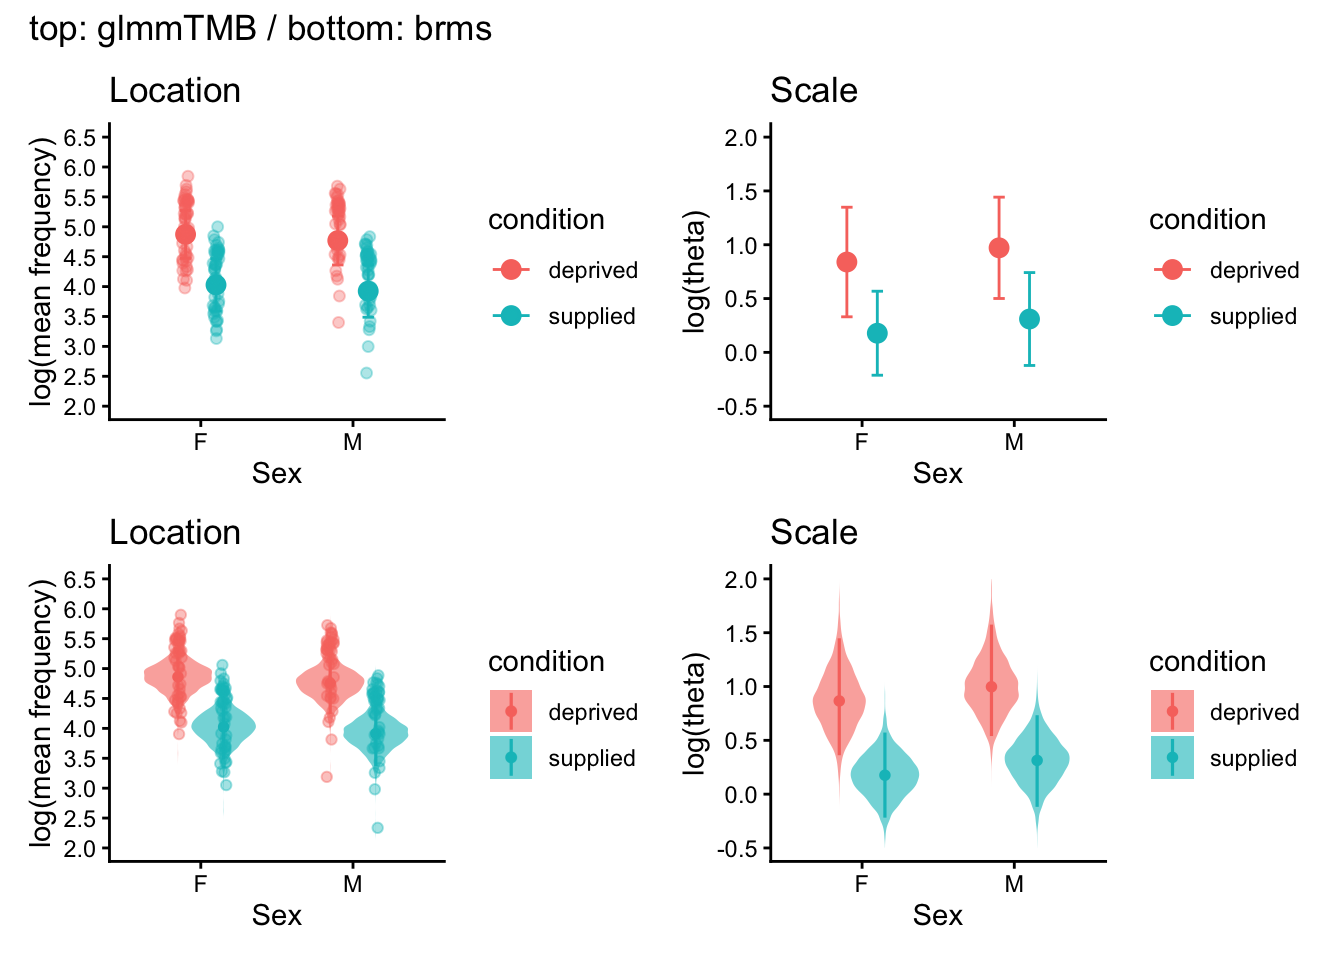 top: glmmTMB / bottom: brms
Location
log(mean frequency)
6.5
6.0
5.5
5.0
4.5
4.0
3.5
3.0
2.5
2.0
F
M
Sex
condition
deprived
supplied
Scale
log(theta)
2.0
1.5
1.0
0.5
0.0
-0.5
F
M
Sex
condition
deprived
supplied
Location
log(mean frequency)
6.5
6.0
5.5
5.0
4.5
4.0
3.5
3.0
2.5
2.0
F
M
Sex
condition
deprived
supplied
Scale
log(theta)
2.0
1.5
1.0
0.5
0.0
-0.5
F
M
Sex
condition
deprived
supplied